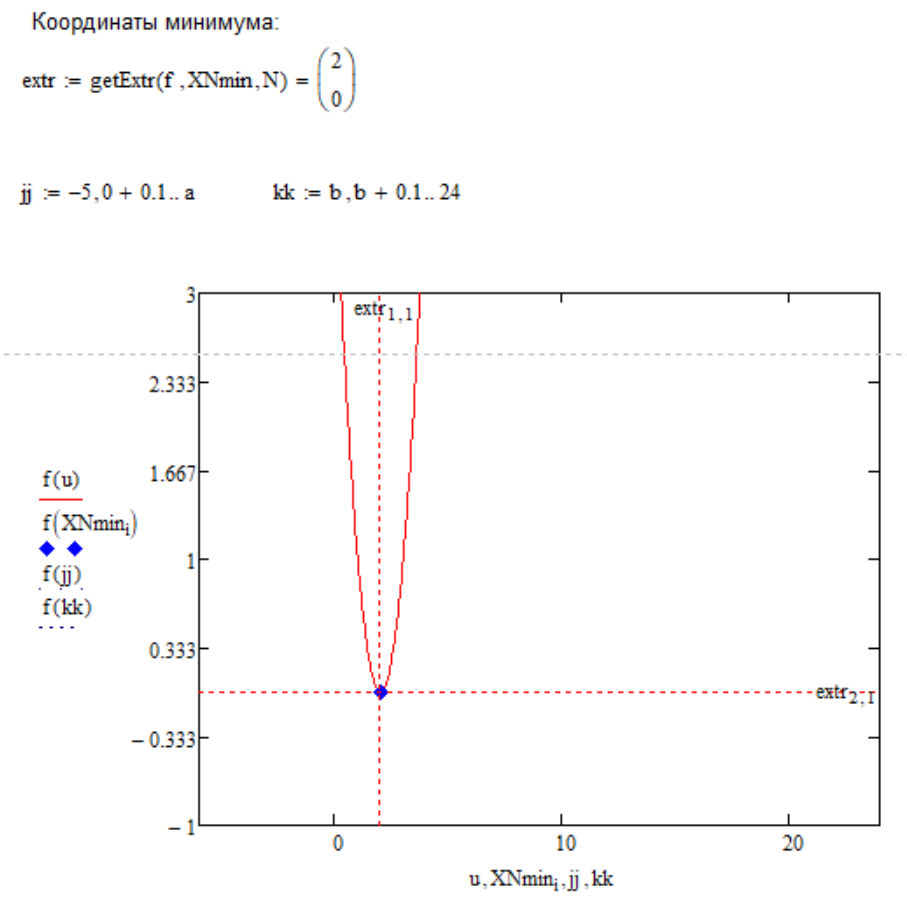 Координаты минимума:
extr := getExtr(f ,XNmin,N) = (2 0)
jj := −5,0 + 0.1.. a kk := b,b + 0.1.. 24
3
extr1,1
2.333
1.667
f(u)
f(XNmini)
1
f(jj)
f(kk)
0.333
extr2,1
−0.333
−1
0 10 20
u,XNmini,jj,kk